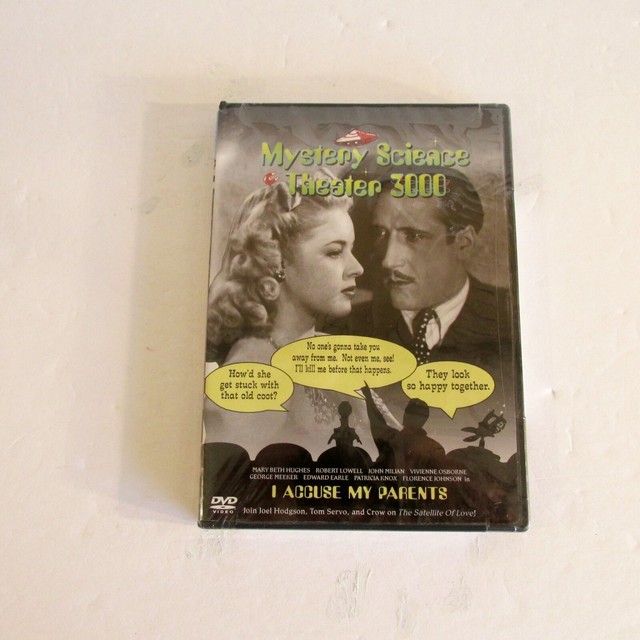 Mystery Science
Theater 3000
No one's gonna take you
away from me. Not even me, see!
I'll kill me before that happens.
How'd she
get stuck with
that old coot?
They look
so happy together.
MARY BETH HUGHES ROBERT LOWELL JOHN MILJAN VIVIENNE OSBORNE
GEORGE MEEKER EDWARD EARLE PATRICIA KNOX FLORENCE JOHNSON in
I ACCUSE MY PARENTS
DVD
VIDEO
Join Joel Hodgson, Tom Servo, and Crow on The Satellite Of Love!